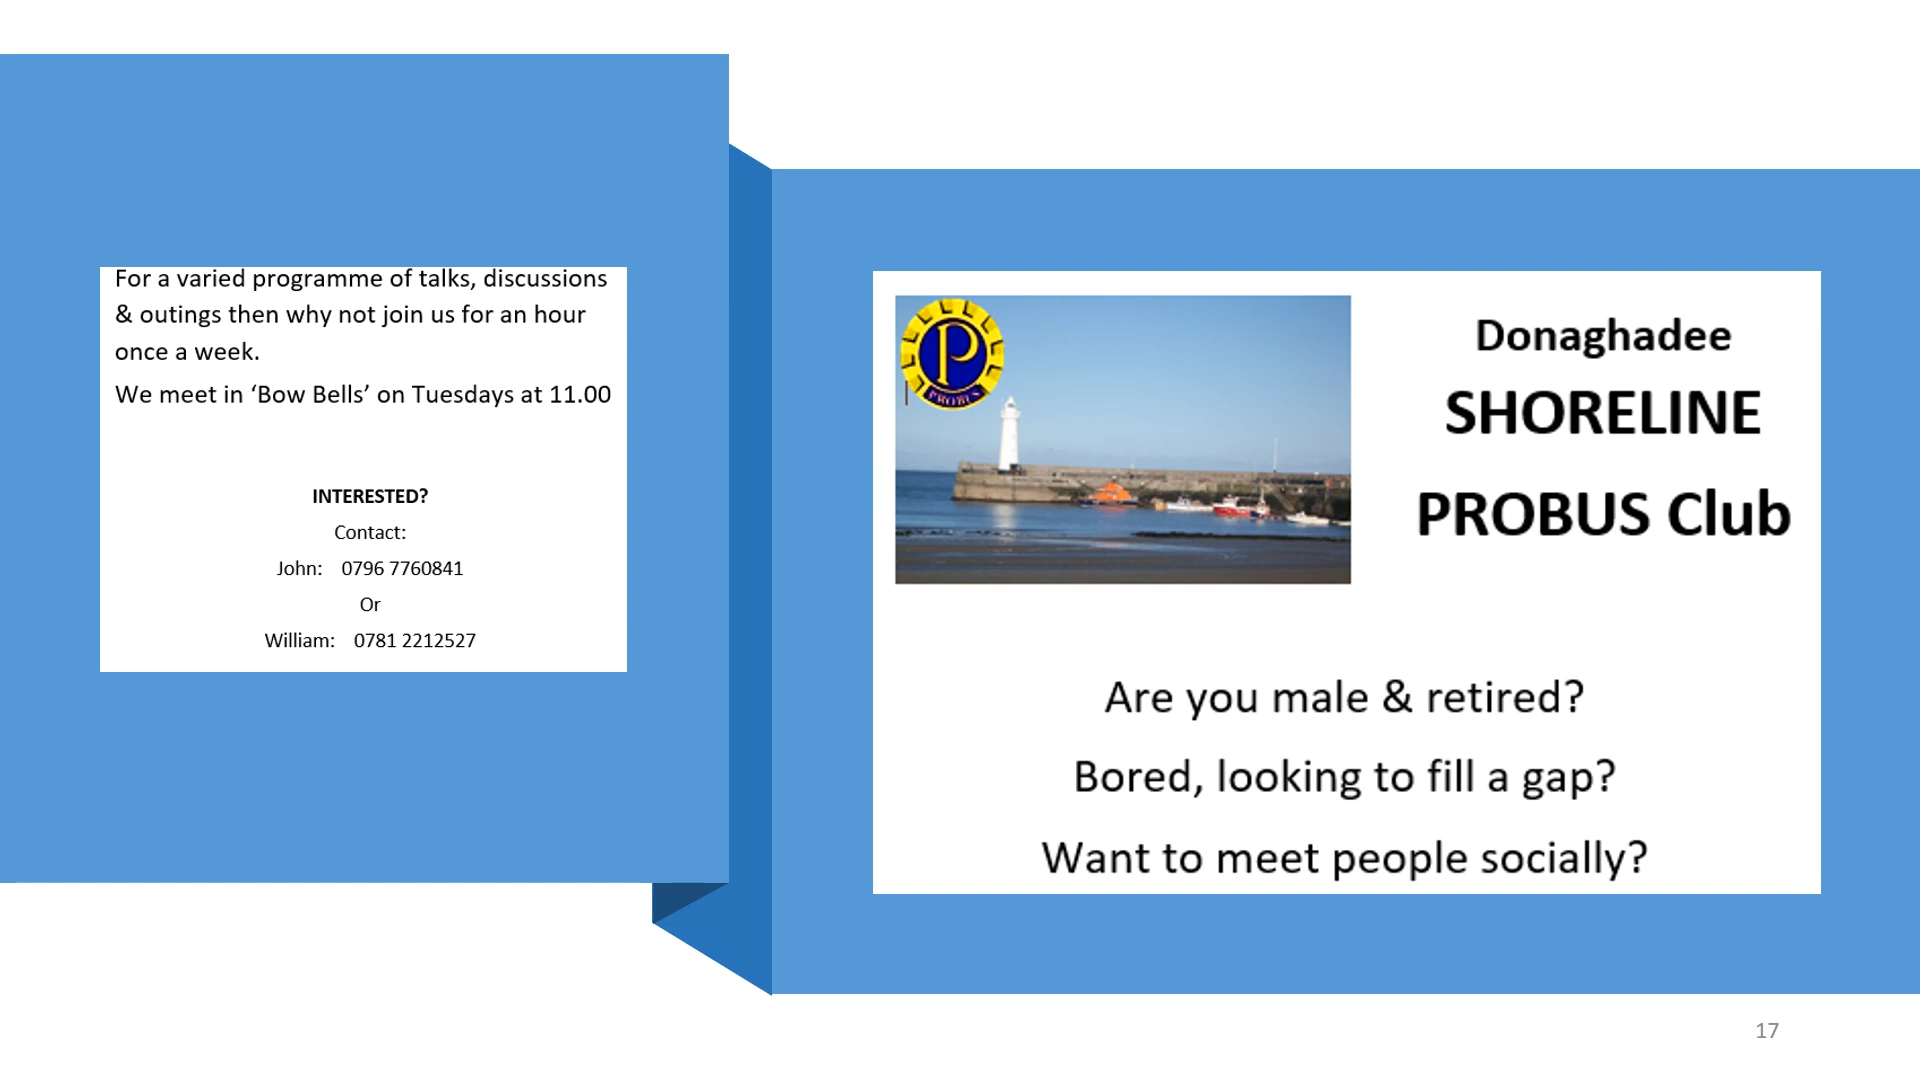 For a varied programme of talks, discussions
& outings then why not join us for an hour
once a week.
We meet in ‘Bow Bells’ on Tuesdays at 11.00
INTERESTED?
Contact:
John: 0796 7760841
Or
William: 0781 2212527
P
PROBUS
Donaghadee
SHORELINE
PROBUS Club
Are you male & retired?
Bored, looking to fill a gap?
Want to meet people socially?
17